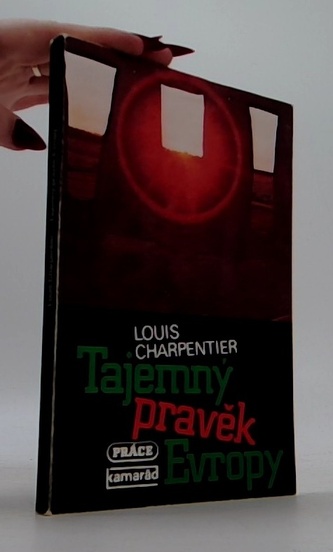 LOUIS
CHARPENTIER
Tajemný
pravěk
Evropy
PRÁCE
kamarád